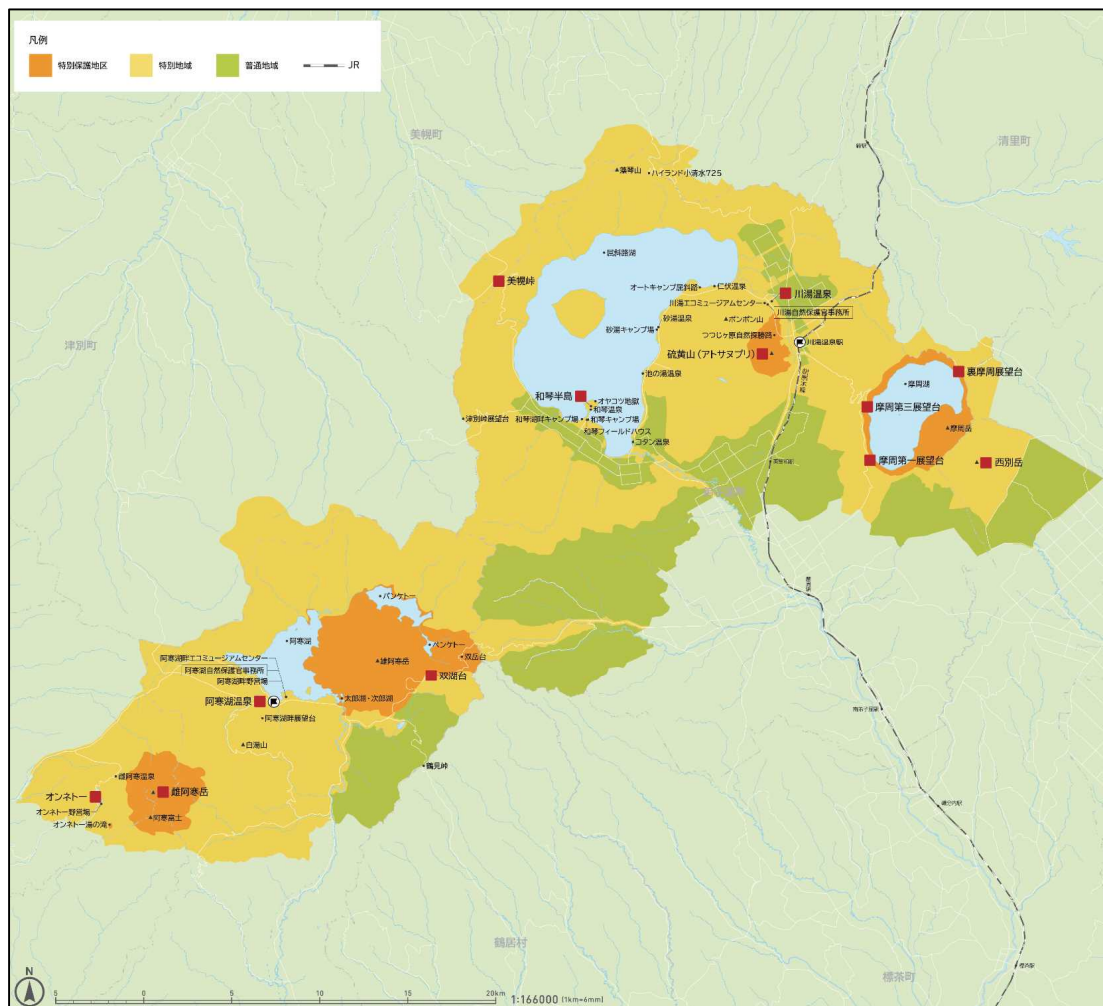 凡例
特別保護地区
特別地域
普通地域
JR
美幌町
清里町
藻琴山
ハイランド小清水725
屈斜路湖
美幌峠
オートキャンプ屈斜路
仁伏温泉
川湯温泉
川湯エコミュージアムセンター
川湯自然保護官事務所
ポンポン山
砂湯温泉
砂湯キャンプ場
つつじヶ原自然探勝路
川湯温泉駅
津別町
硫黄山(アトサヌプリ)
池の湯温泉
裏摩周展望台
摩周湖
和琴半島
オヤコツ地獄
和琴温泉
摩周第三展望台
津別峠展望台
和琴湖畔キャンプ場
和琴キャンプ場
和琴フィールドハウス
コタン温泉
摩周岳
摩周第一展望台
西別岳
パンケトー
阿寒湖
ペンケトー
双岳台
阿寒湖畔エコミュージアムセンター
阿寒湖自然保護官事務所
阿寒湖畔野営場
雄阿寒岳
双湖台
太郎湖・次郎湖
阿寒湖温泉
阿寒湖畔展望台
白湯山
鶴見峠
雌阿寒温泉
オンネトー
雌阿寒岳
オンネトー野営場
オンネトー湯の滝
阿寒富士
鶴居村
標茶町
N
5 0 5 10 15 20km
1:166000 (1km=6mm)